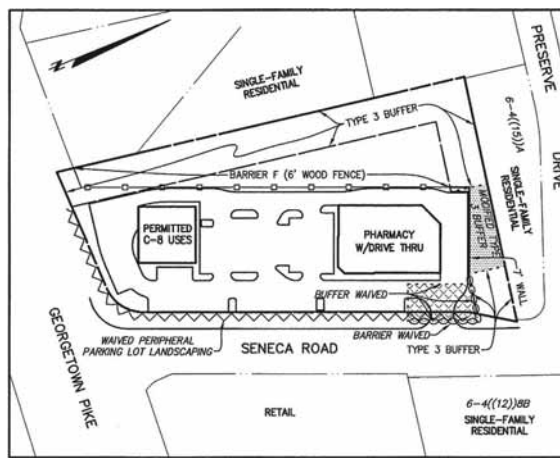 N
SINGLE-FAMILY
RESIDENTIAL
PRESERVE
DRIVE
6-4((15))A
SINGLE-FAMILY
RESIDENTIAL
TYPE 3 BUFFER
BARRIER F (6' WOOD FENCE)
MODIFIED TYPE
3 BUFFER
PERMITTED
C-8 USES
PHARMACY
W/DRIVE THRU
7' WALL
BUFFER WAIVED
BARRIER WAIVED
TYPE 3 BUFFER
WAIVED PERIPHERAL
PARKING LOT LANDSCAPING
SENECA ROAD
GEORGETOWN PIKE
RETAIL
6-4((12))8B
SINGLE-FAMILY
RESIDENTIAL